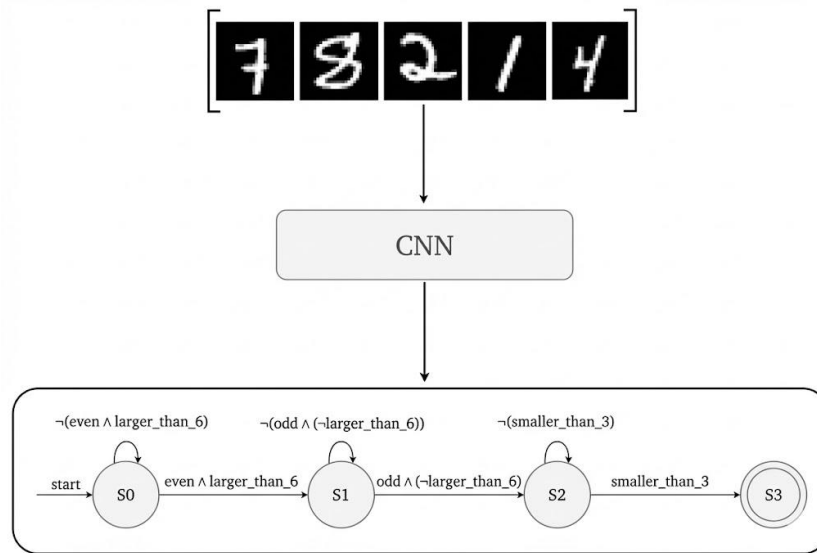 7 8 2 1 4
CNN
¬(even ∧ larger_than_6) ¬(odd ∧ (¬larger_than_6)) ¬(smaller_than_3)
start S0 even ∧ larger_than_6 S1 odd ∧ (¬larger_than_6) S2 smaller_than_3 S3